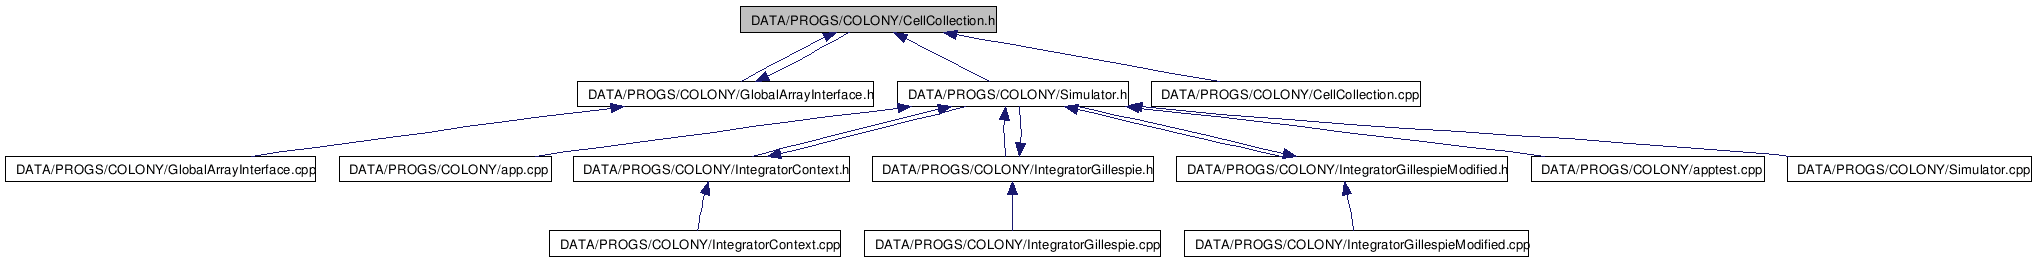 DATA/PROGS/COLONY/CellCollection.h
DATA/PROGS/COLONY/GlobalArrayInterface.h
DATA/PROGS/COLONY/Simulator.h
DATA/PROGS/COLONY/CellCollection.cpp
DATA/PROGS/COLONY/GlobalArrayInterface.cpp
DATA/PROGS/COLONY/app.cpp
DATA/PROGS/COLONY/IntegratorContext.h
DATA/PROGS/COLONY/IntegratorGillespie.h
DATA/PROGS/COLONY/IntegratorGillespieModified.h
DATA/PROGS/COLONY/apptest.cpp
DATA/PROGS/COLONY/Simulator.cpp
DATA/PROGS/COLONY/IntegratorContext.cpp
DATA/PROGS/COLONY/IntegratorGillespie.cpp
DATA/PROGS/COLONY/IntegratorGillespieModified.cpp